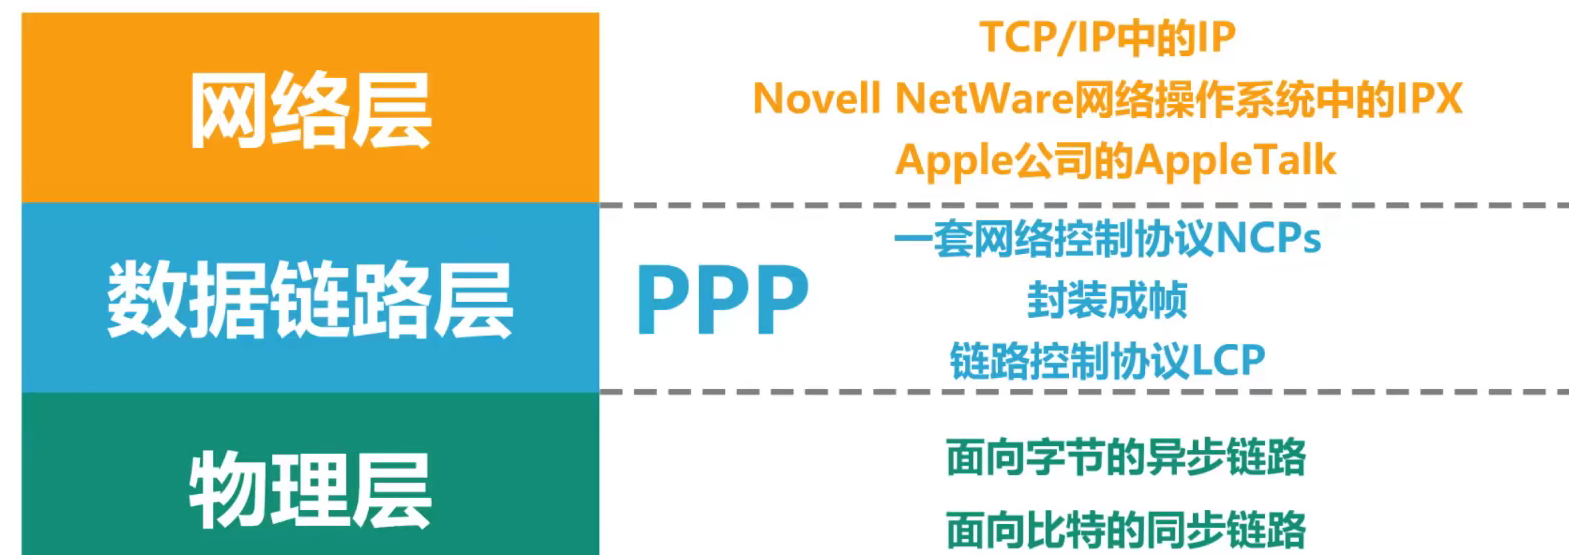 网络层
TCP/IP中的IP
Novell NetWare网络操作系统中的IPX
Apple公司的AppleTalk
数据链路层
PPP
一套网络控制协议NCPs
封装成帧
链路控制协议LCP
物理层
面向字节的异步链路
面向比特的同步链路